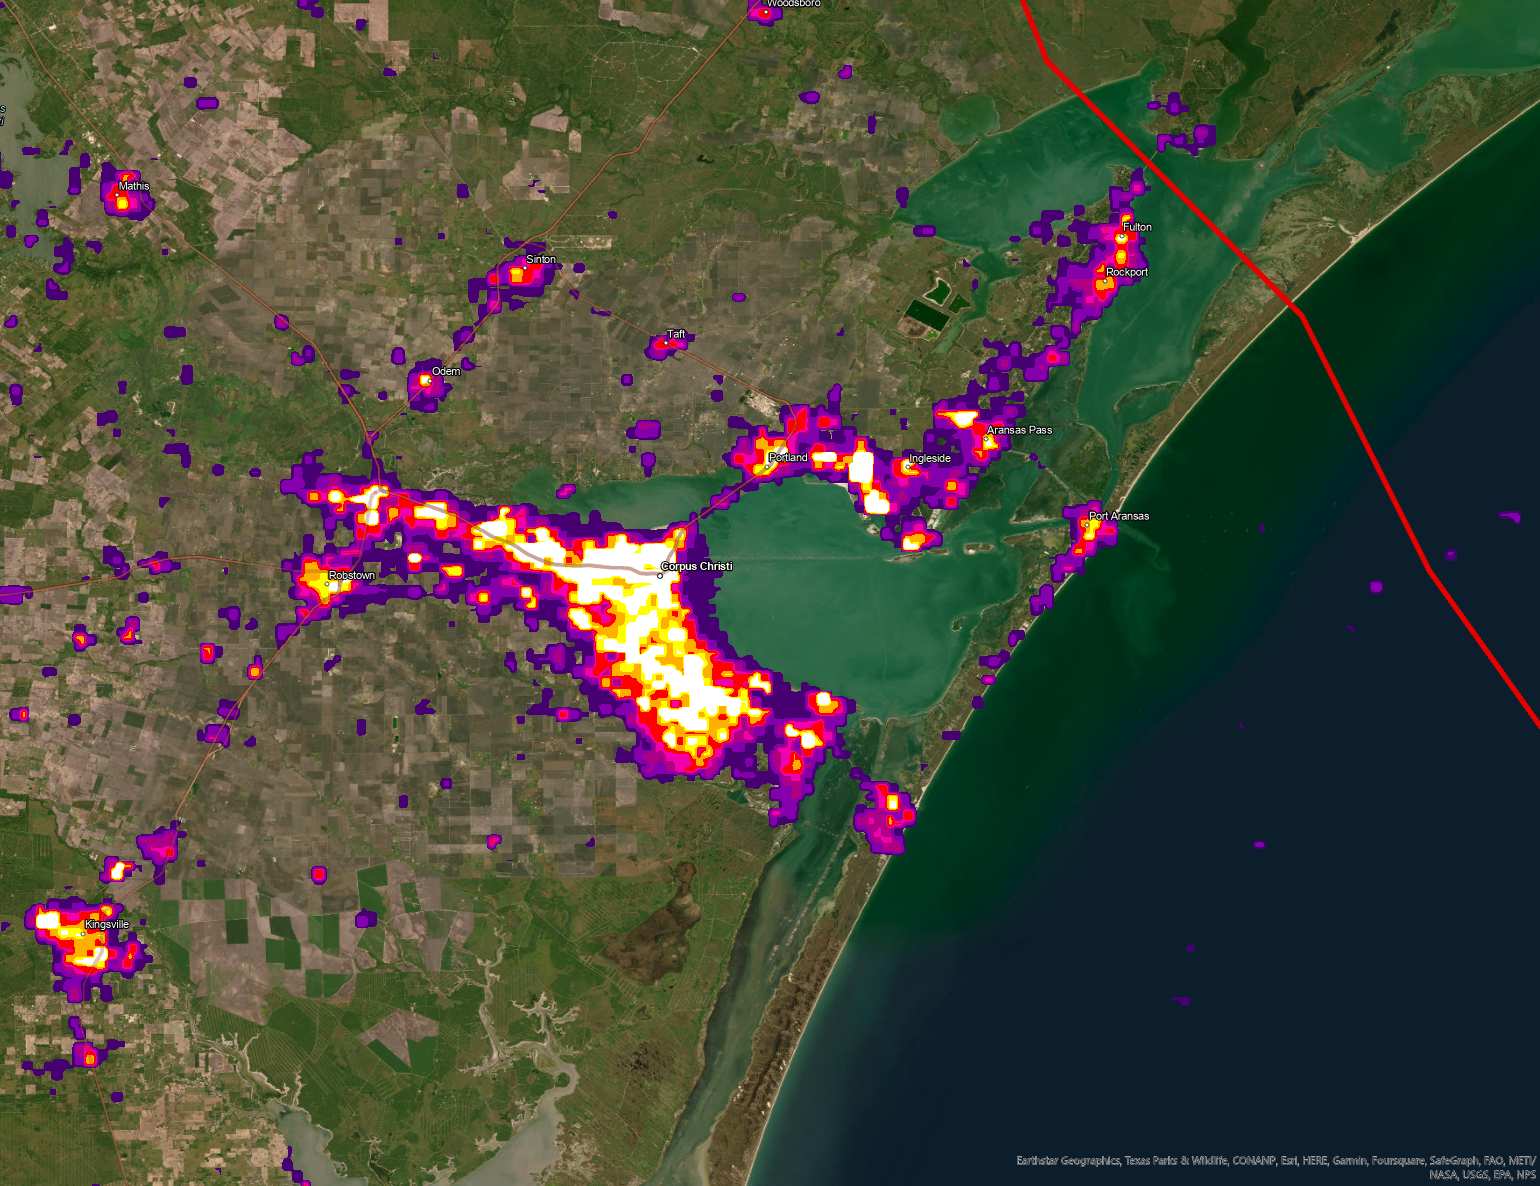 Woodsboro
Mathis
Fulton
Sinton
Rockport
Taft
Odem
Aransas Pass
Portland
Ingleside
Port Aransas
Corpus Christi
Robstown
Kingsville
Earthstar Geographics, Texas Parks & Wildlife, CONANP, Esri, HERE, Garmin, Foursquare, SafeGraph, FAO, METI/
NASA, USGS, EPA, NPS